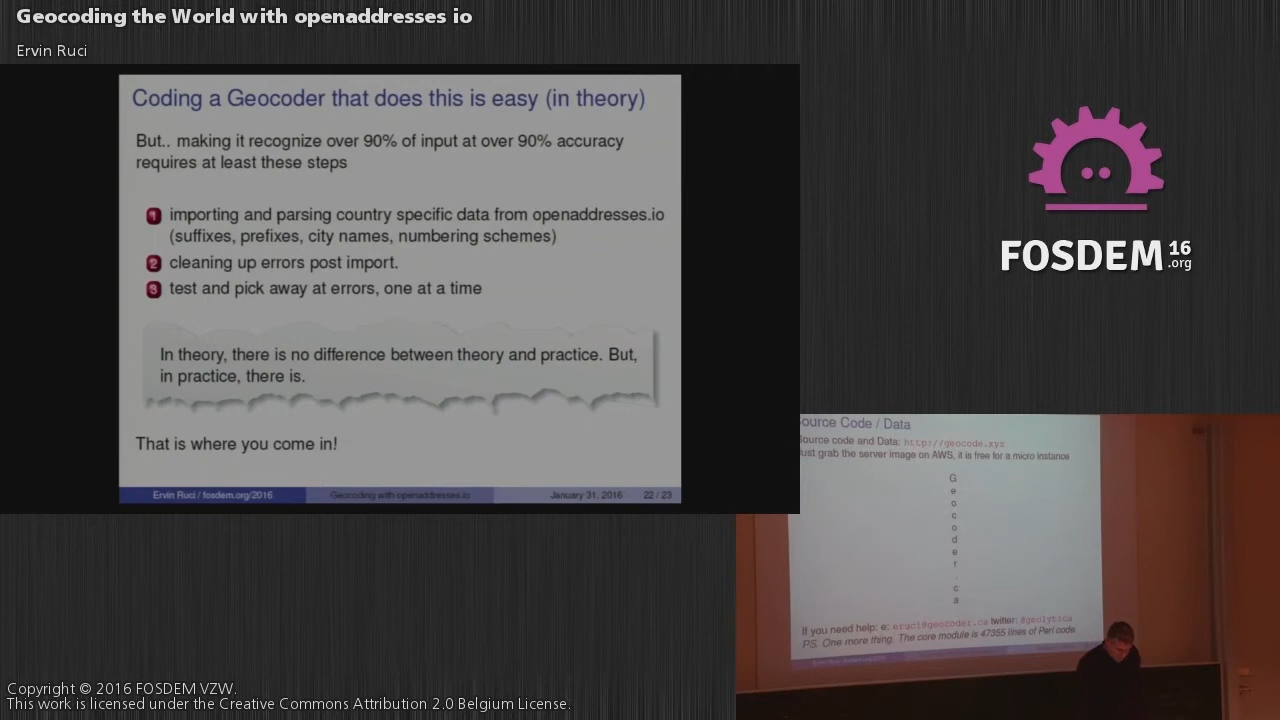 Geocoding the World with openaddresses io
Ervin Ruci
Coding a Geocoder that does this is easy (in theory)
But.. making it recognize over 90% of input at over 90% accuracy
requires at least these steps
1 importing and parsing country specific data from openaddresses.io
(suffixes, prefixes, city names, numbering schemes)
2 cleaning up errors post import.
3 test and pick away at errors, one at a time
In theory, there is no difference between theory and practice. But,
in practice, there is.
That is where you come in!
Ervin Ruci / fosdem.org/2016 Geocoding with openaddresses.io January 31, 2016 22 / 23
FOSDEM 16
.org
ource Code / Data
ource code and Data: http://geocode.xyz
ust grab the server image on AWS, it is free for a micro instance
G
e
o
c
o
d
e
r
.
c
a
If you need help: e: eruci@geocoder.ca twitter: #geolytica
PS. One more thing. The core module is 47355 lines of Perl code
Copyright © 2016 FOSDEM VZW.
This work is licensed under the Creative Commons Attribution 2.0 Belgium License.